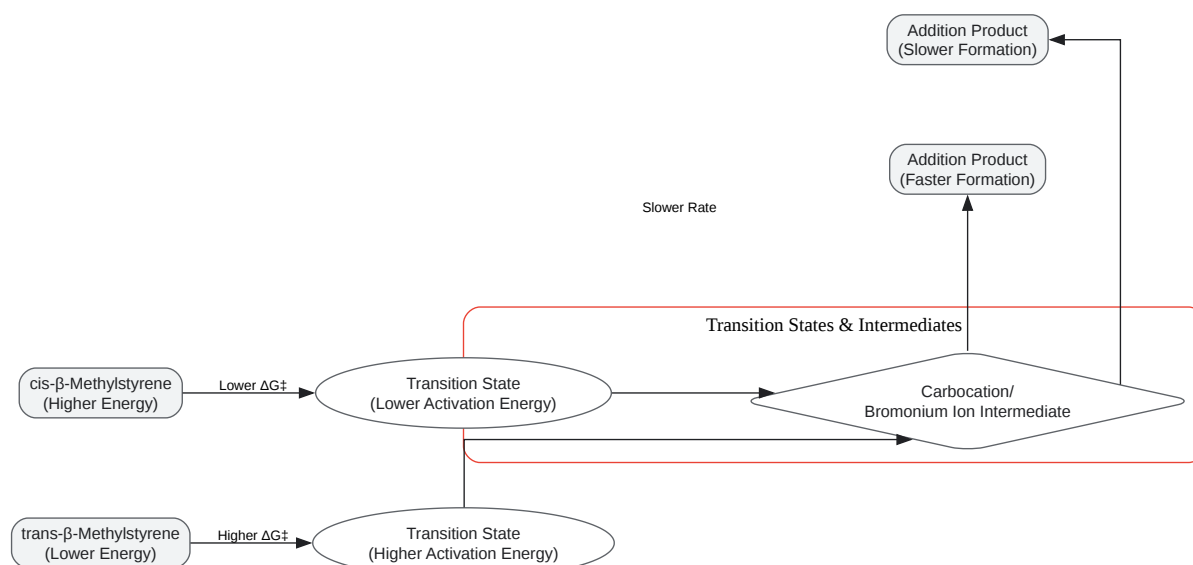 Addition Product
(Slower Formation)
Addition Product
(Faster Formation)
Slower Rate
Transition States & Intermediates
cis-β-Methylstyrene
(Higher Energy)
Lower ΔG‡
Transition State
(Lower Activation Energy)
Carbocation/
Bromonium Ion Intermediate
trans-β-Methylstyrene
(Lower Energy)
Higher ΔG‡
Transition State
(Higher Activation Energy)